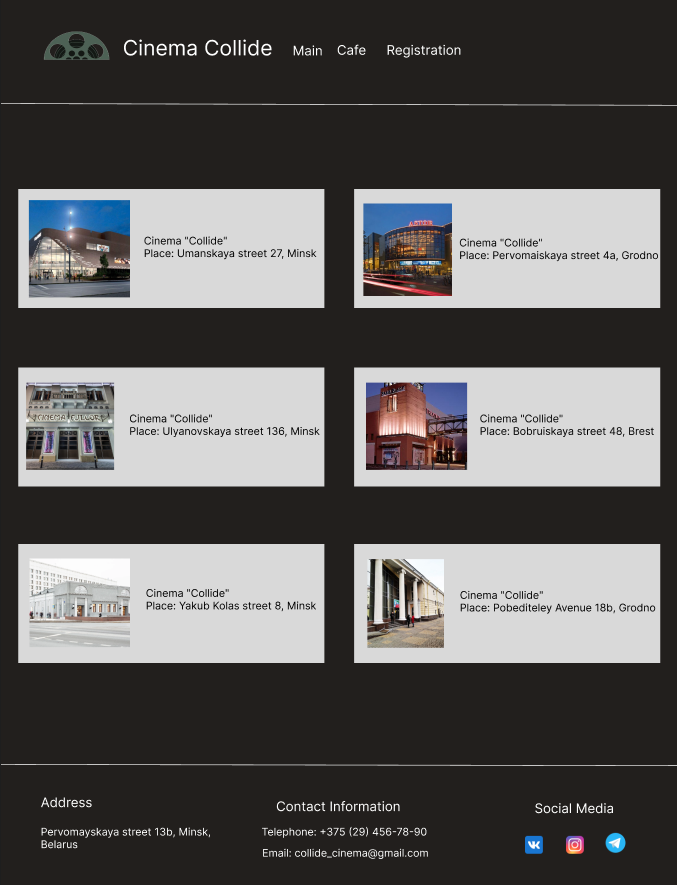 Cinema Collide
Main
Cafe
Registration
Cinema "Collide"
Place: Umanskaya street 27, Minsk
Cinema "Collide"
Place: Pervomaiskaya street 4a, Grodno
CINEMA FULGOR
Cinema "Collide"
Place: Ulyanovskaya street 136, Minsk
Cinema "Collide"
Place: Bobruiskaya street 48, Brest
Cinema "Collide"
Place: Yakub Kolas street 8, Minsk
Cinema "Collide"
Place: Pobediteley Avenue 18b, Grodno
Address
Pervomayskaya street 13b, Minsk,
Belarus
Contact Information
Telephone: +375 (29) 456-78-90
Email: collide_cinema@gmail.com
Social Media